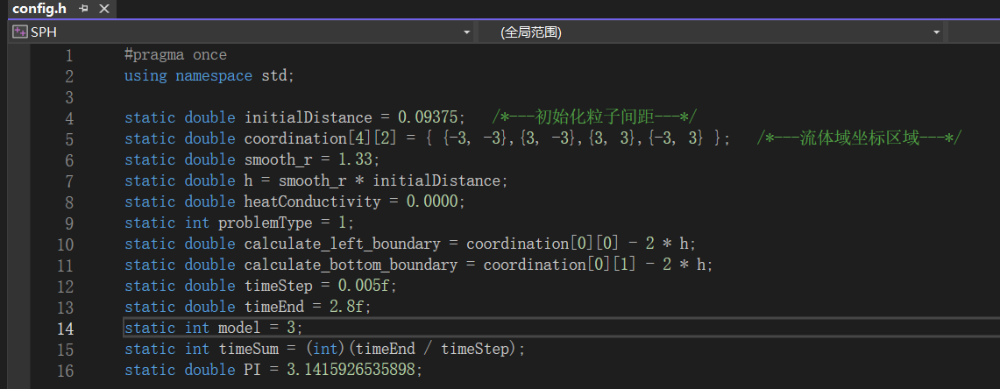 config.h
SPH
(全局范围)
1 #pragma once
2 using namespace std;
3
4 static double initialDistance = 0.09375; /*---初始化粒子间距---*/
5 static double coordination[4][2] = { {-3, -3},{3, -3},{3, 3},{-3, 3} }; /*---流体域坐标区域---*/
6 static double smooth_r = 1.33;
7 static double h = smooth_r * initialDistance;
8 static double heatConductivity = 0.0000;
9 static int problemType = 1;
10 static double calculate_left_boundary = coordination[0][0] - 2 * h;
11 static double calculate_bottom_boundary = coordination[0][1] - 2 * h;
12 static double timeStep = 0.005f;
13 static double timeEnd = 2.8f;
14 static int model = 3;
15 static int timeSum = (int)(timeEnd / timeStep);
16 static double PI = 3.1415926535898;